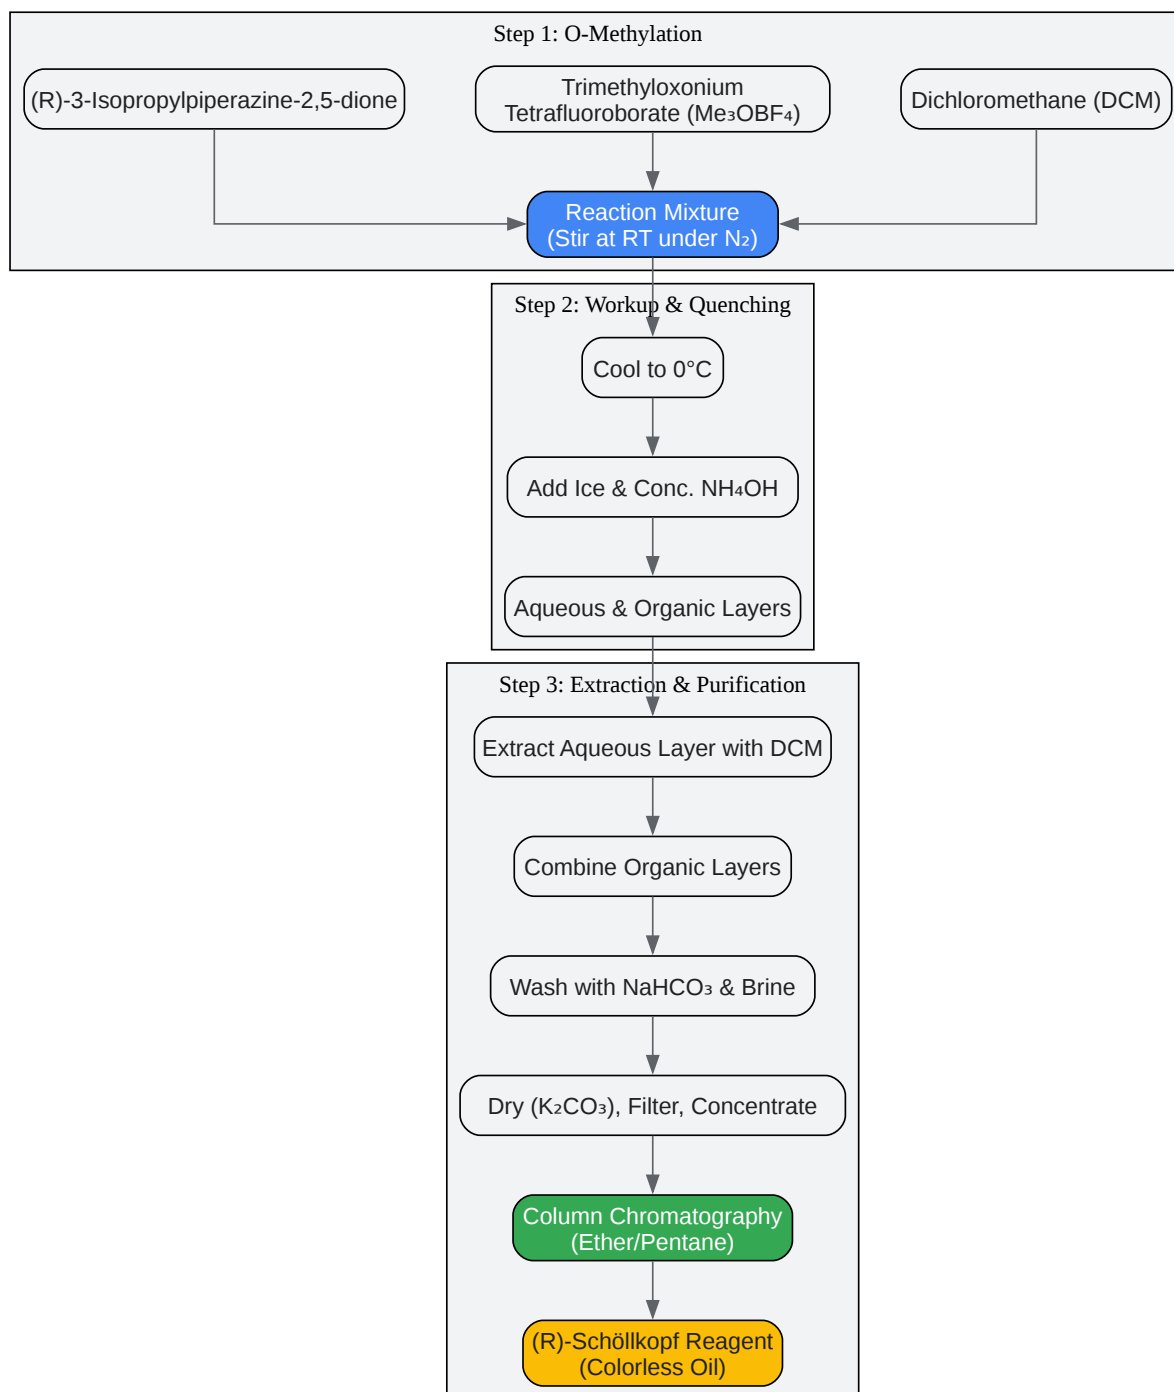 Step 1: O-Methylation
(R)-3-Isopropylpiperazine-2,5-dione
Trimethyloxonium
Tetrafluoroborate (Me₃OBF₄)
Dichloromethane (DCM)
Reaction Mixture
(Stir at RT under N₂)
Step 2: Workup & Quenching
Cool to 0°C
Add Ice & Conc. NH₄OH
Aqueous & Organic Layers
Step 3: Extraction & Purification
Extract Aqueous Layer with DCM
Combine Organic Layers
Wash with NaHCO₃ & Brine
Dry (K₂CO₃), Filter, Concentrate
Column Chromatography
(Ether/Pentane)
(R)-Schöllkopf Reagent
(Colorless Oil)